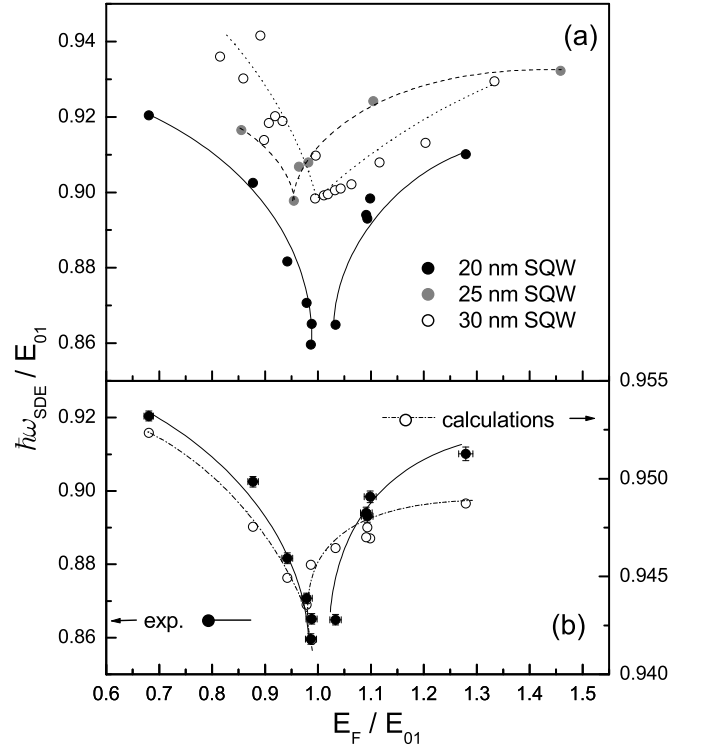 (a)
0.94
0.92
0.90
0.88
0.86
20 nm SQW
25 nm SQW
30 nm SQW
ħω_SDE / E_01
0.955
0.92
calculations
0.950
0.90
0.88
0.945
exp.
(b)
0.86
0.940
0.6 0.7 0.8 0.9 1.0 1.1 1.2 1.3 1.4 1.5
E_F / E_01